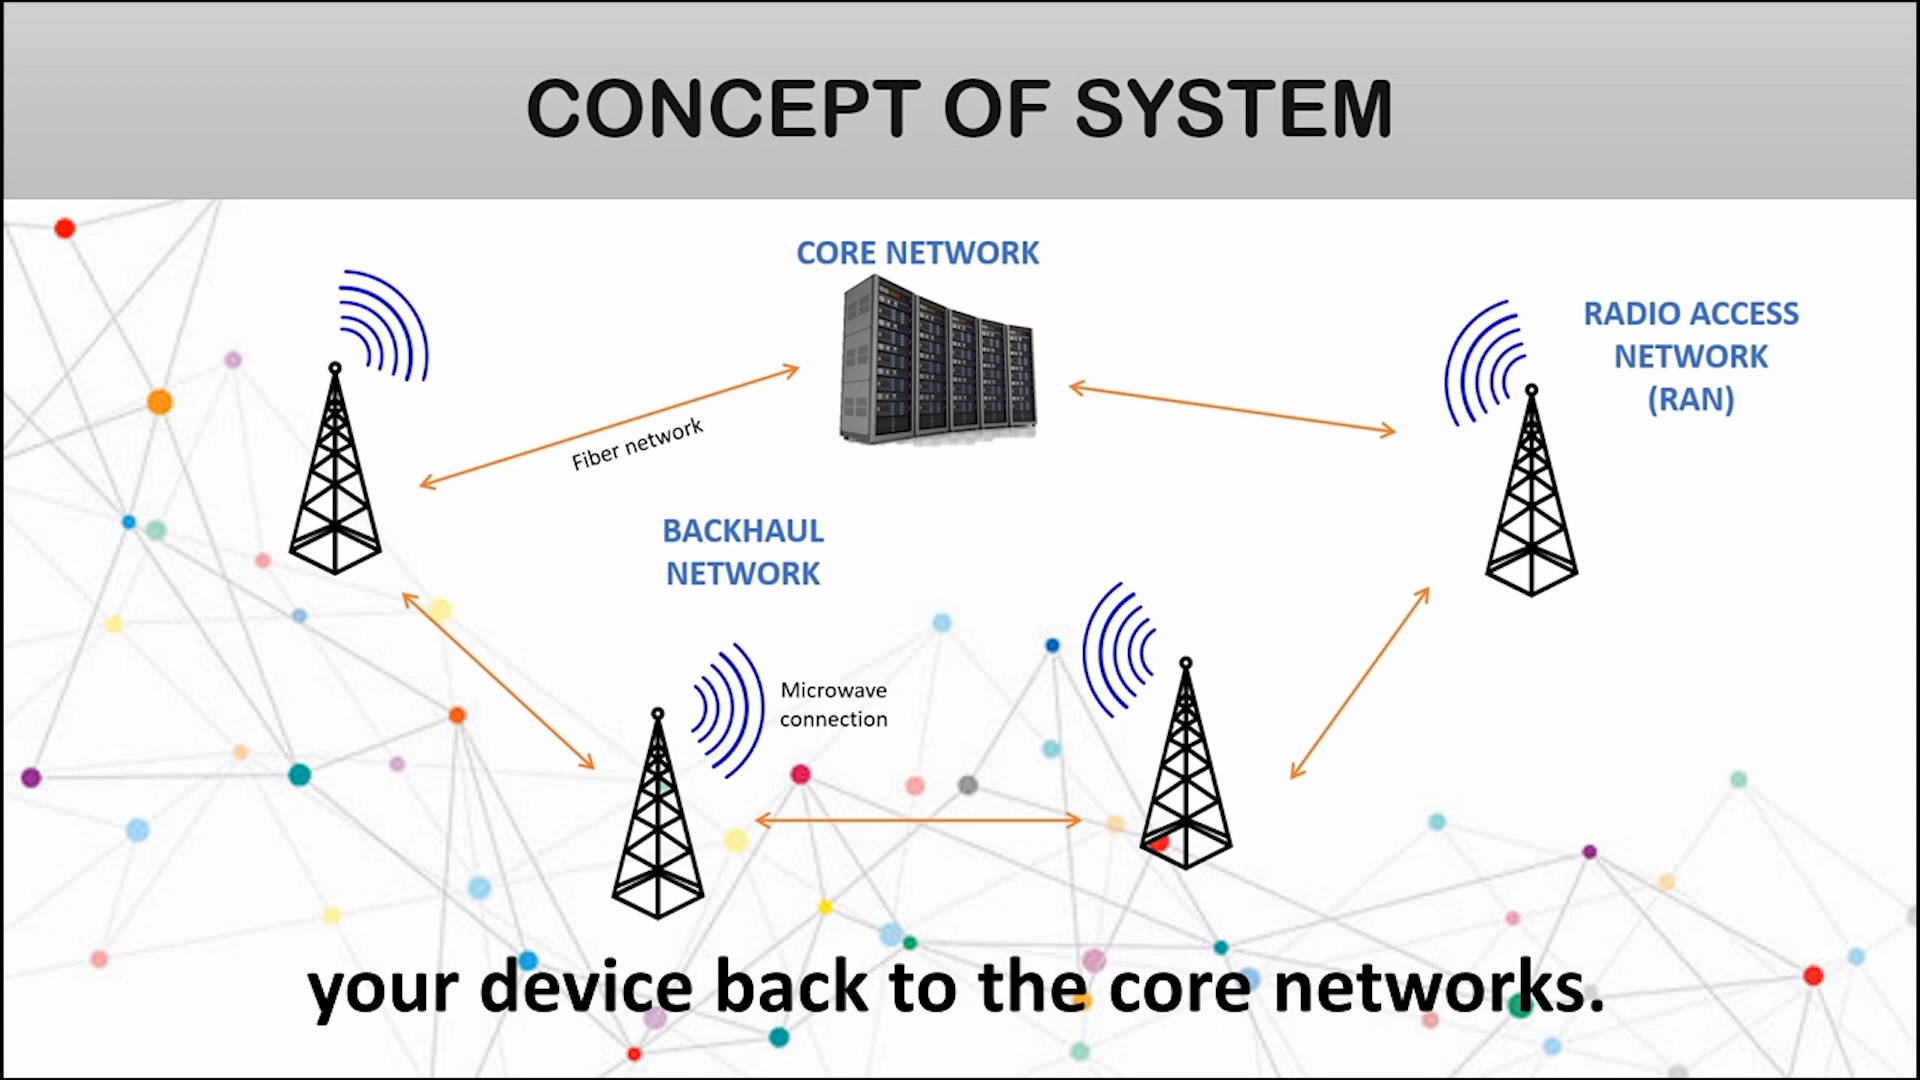 CONCEPT OF SYSTEM
CORE NETWORK
RADIO ACCESS
NETWORK
(RAN)
Fiber network
BACKHAUL
NETWORK
Microwave
connection
your device back to the core networks.